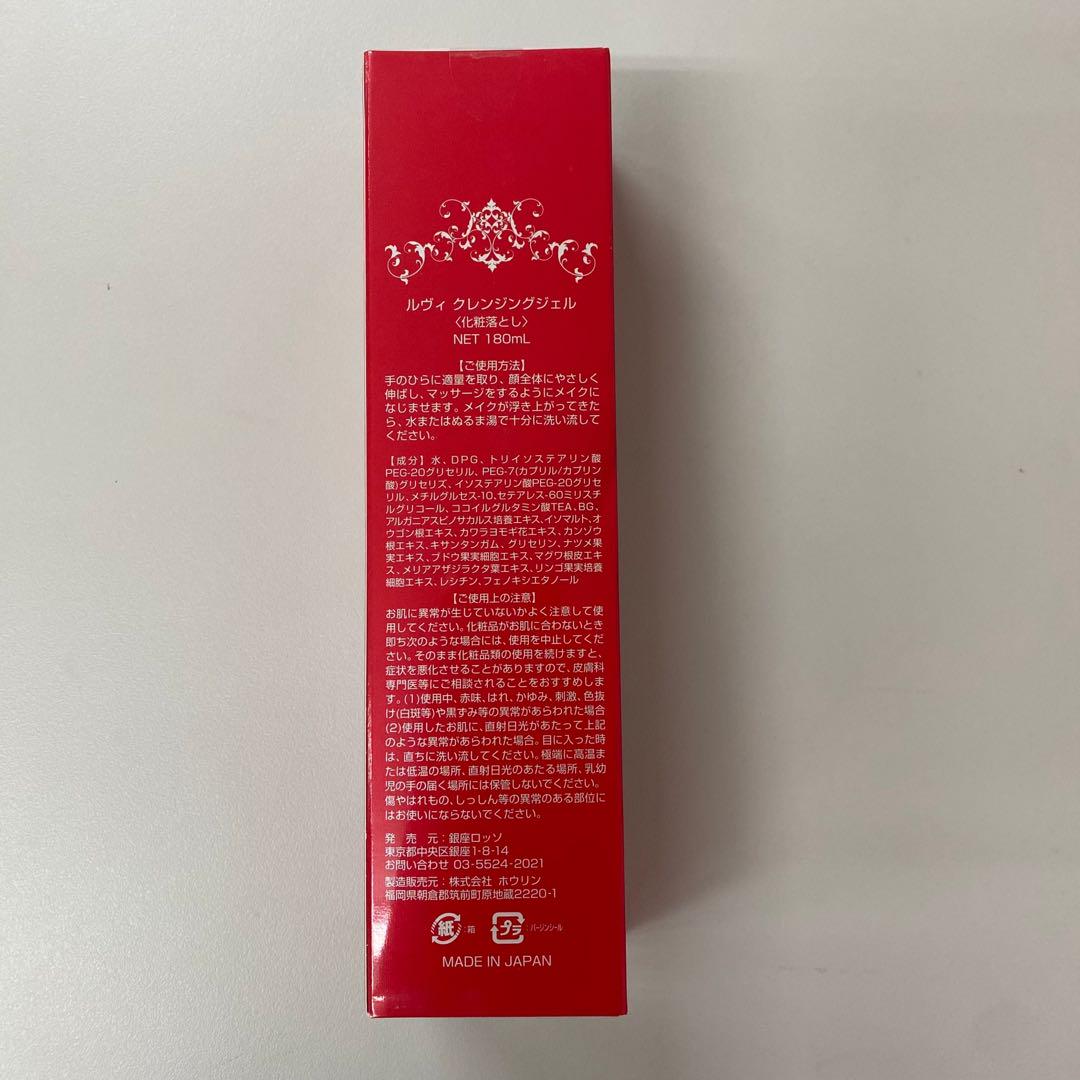 ルヴィ クレンジングジェル
〈化粧落とし〉
NET 180mL
【ご使用方法】
手のひらに適量を取り、顔全体にやさしく
伸ばし、マッサージをするようにメイクに
なじませます。メイクが浮き上がってきた
ら、水またはぬるま湯で十分に洗い流して
ください。
【成分】水、DPG、トリイソステアリン酸
PEG-20グリセリル、PEG-7(カプリル/カプリン
酸)グリセリズ、イソステアリン酸PEG-20グリセ
リル、メチルグルセス-10、セテアレス-60ミリスチ
ルグリコール、ココイルグルタミン酸TEA、BG、
アルガニアスピノサカルス培養エキス、イソマルト、オ
ウゴン根エキス、カワラヨモギ花エキス、カンゾウ
根エキス、キサンタンガム、グリセリン、ナツメ果
実エキス、ブドウ果実細胞エキス、マグワ根皮エキ
ス、メリアアザジラクタ葉エキス、リンゴ果実培養
細胞エキス、レシチン、フェノキシエタノール
【ご使用上の注意】
お肌に異常が生じていないかよく注意して使
用してください。化粧品がお肌に合わないとき
即ち次のような場合には、使用を中止してくだ
さい。そのまま化粧品類の使用を続けますと、
症状を悪化させることがありますので、皮膚科
専門医等にご相談されることをおすすめしま
す。(1)使用中、赤味、はれ、かゆみ、刺激、色抜
け(白斑等)や黒ずみ等の異常があらわれた場合
(2)使用したお肌に、直射日光があたって上記
のような異常があらわれた場合。目に入った時
は、直ちに洗い流してください。極端に高温ま
たは低温の場所、直射日光のあたる場所、乳幼
児の手の届く場所には保管しないでください。
傷やはれもの、しっしん等の異常のある部位に
はお使いにならないでください。
発 売 元：銀座ロッソ
東京都中央区銀座1-8-14
お問い合わせ 03-5524-2021
製造販売元：株式会社 ホウリン
福岡県朝倉郡筑前町原地蔵2220-1
紙：箱 プラ：バージンシール
MADE IN JAPAN